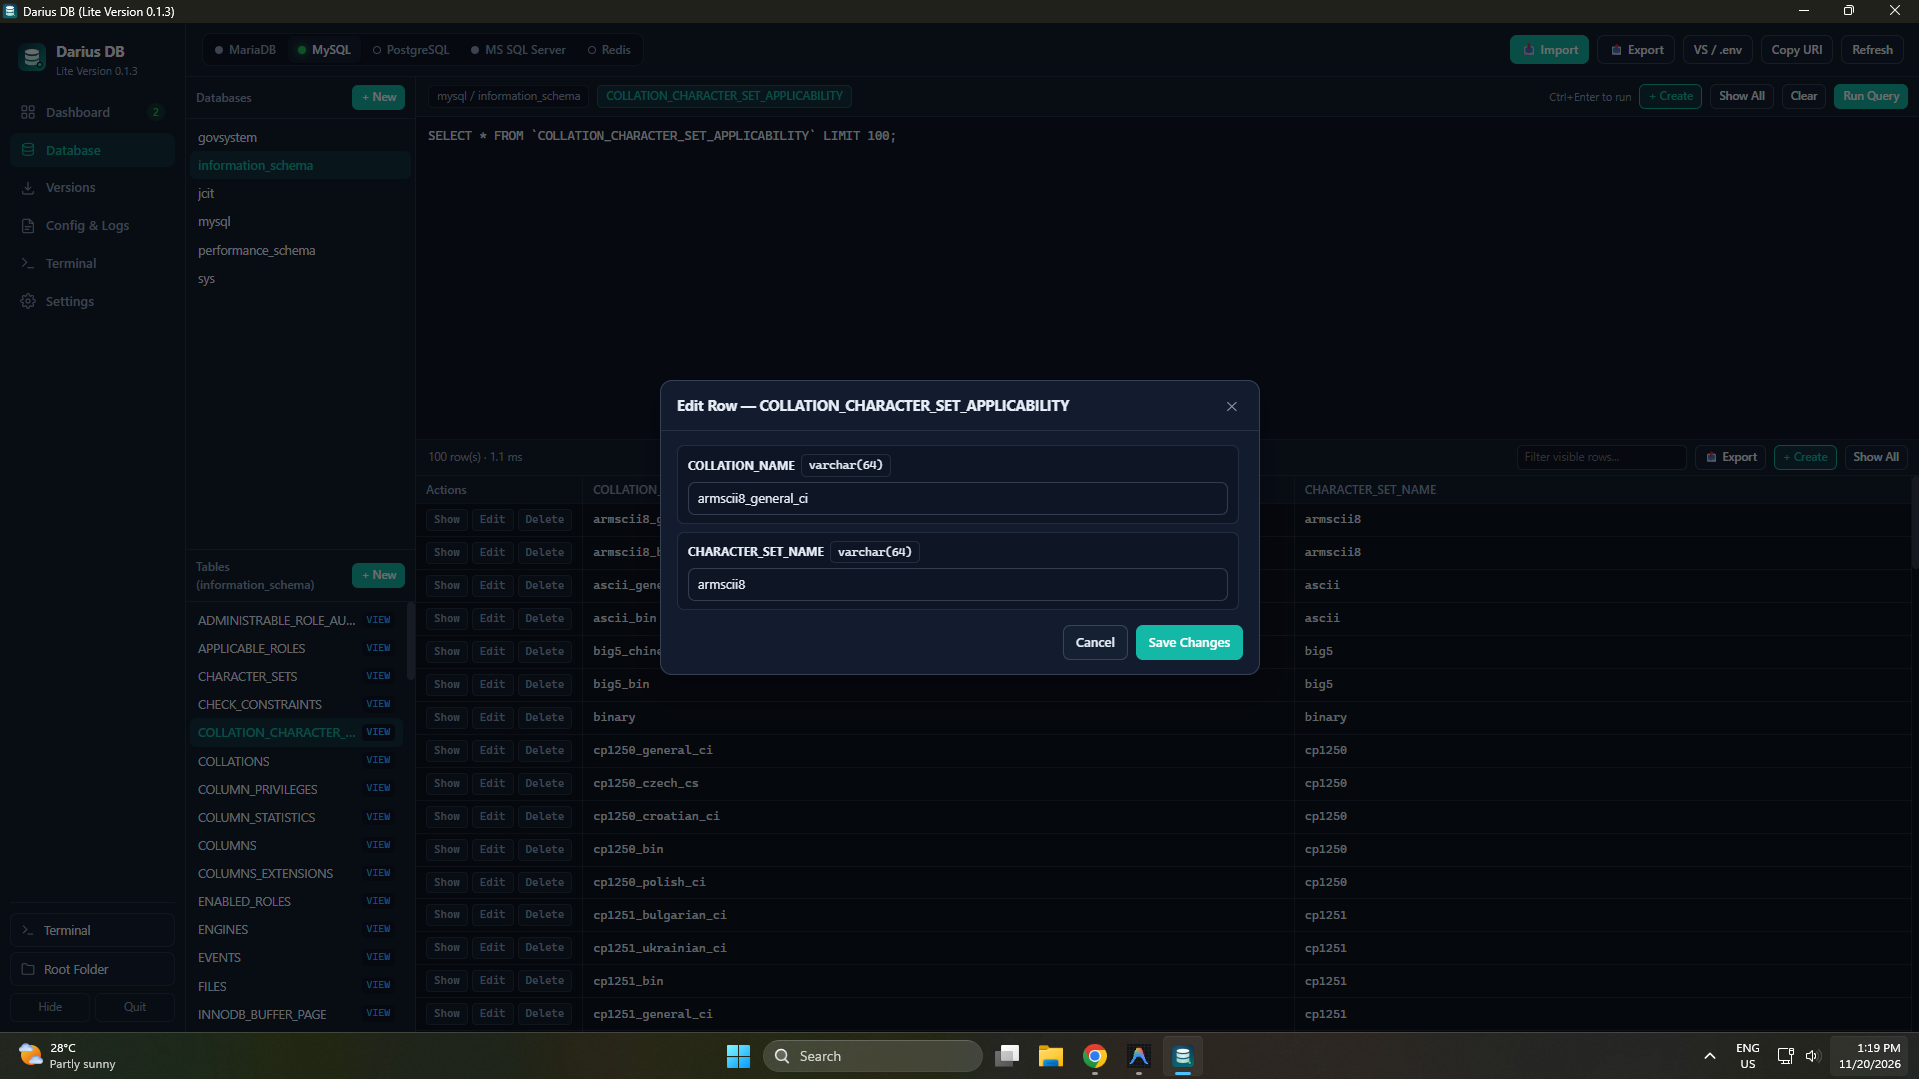 Darius DB (Lite Version 0.1.3)
Darius DB
Lite Version 0.1.3
Dashboard 2
Database
Versions
Config & Logs
Terminal
Settings
Terminal
Root Folder
Hide Quit
MariaDB MySQL PostgreSQL MS SQL Server Redis
Import Export VS / .env Copy URI Refresh
Databases + New
govsystem
information_schema
jcit
mysql
performance_schema
sys
Tables
(information_schema)
+ New
ADMINISTRABLE_ROLE_AU... VIEW
APPLICABLE_ROLES VIEW
CHARACTER_SETS VIEW
CHECK_CONSTRAINTS VIEW
COLLATION_CHARACTER_... VIEW
COLLATIONS VIEW
COLUMN_PRIVILEGES VIEW
COLUMN_STATISTICS VIEW
COLUMNS VIEW
COLUMNS_EXTENSIONS VIEW
ENABLED_ROLES VIEW
ENGINES VIEW
EVENTS VIEW
FILES VIEW
INNODB_BUFFER_PAGE VIEW
mysql / information_schema COLLATION_CHARACTER_SET_APPLICABILITY Ctrl+Enter to run + Create Show All Clear Run Query
SELECT * FROM `COLLATION_CHARACTER_SET_APPLICABILITY` LIMIT 100;
Edit Row — COLLATION_CHARACTER_SET_APPLICABILITY
COLLATION_NAME varchar(64)
armscii8_general_ci
CHARACTER_SET_NAME varchar(64)
armscii8
Cancel Save Changes
100 row(s) · 1.1 ms Filter visible rows... Export + Create Show All
Actions COLLATION_ CHARACTER_SET_NAME
Show Edit Delete armscii8_g armscii8
Show Edit Delete armscii8_b armscii8
Show Edit Delete ascii_gene ascii
Show Edit Delete ascii_bin ascii
Show Edit Delete big5_chine big5
Show Edit Delete big5_bin big5
Show Edit Delete binary binary
Show Edit Delete cp1250_general_ci cp1250
Show Edit Delete cp1250_czech_cs cp1250
Show Edit Delete cp1250_croatian_ci cp1250
Show Edit Delete cp1250_bin cp1250
Show Edit Delete cp1250_polish_ci cp1250
Show Edit Delete cp1251_bulgarian_ci cp1251
Show Edit Delete cp1251_ukrainian_ci cp1251
Show Edit Delete cp1251_bin cp1251
Show Edit Delete cp1251_general_ci cp1251
28°C
Partly sunny
Search
ENG
US
1:19 PM
11/20/2026